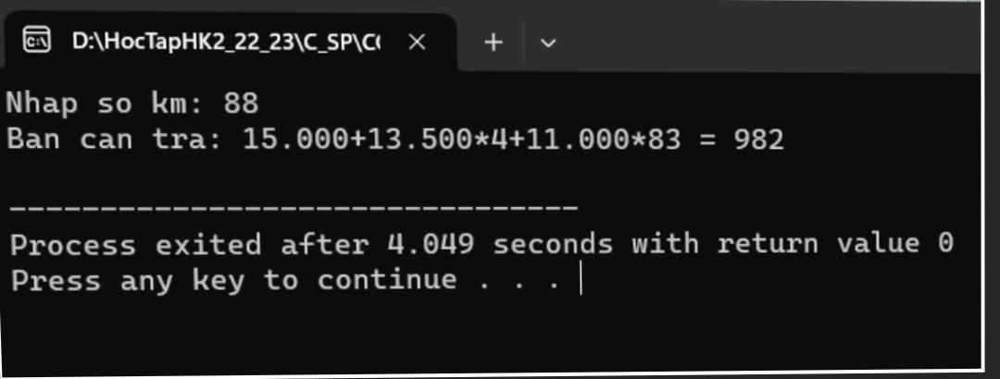 D:\HocTapHK2_22_23\C_SP\C
Nhap so km: 88
Ban can tra: 15.000+13.500*4+11.000*83 = 982
--------------------------------
Process exited after 4.049 seconds with return value 0
Press any key to continue . . .